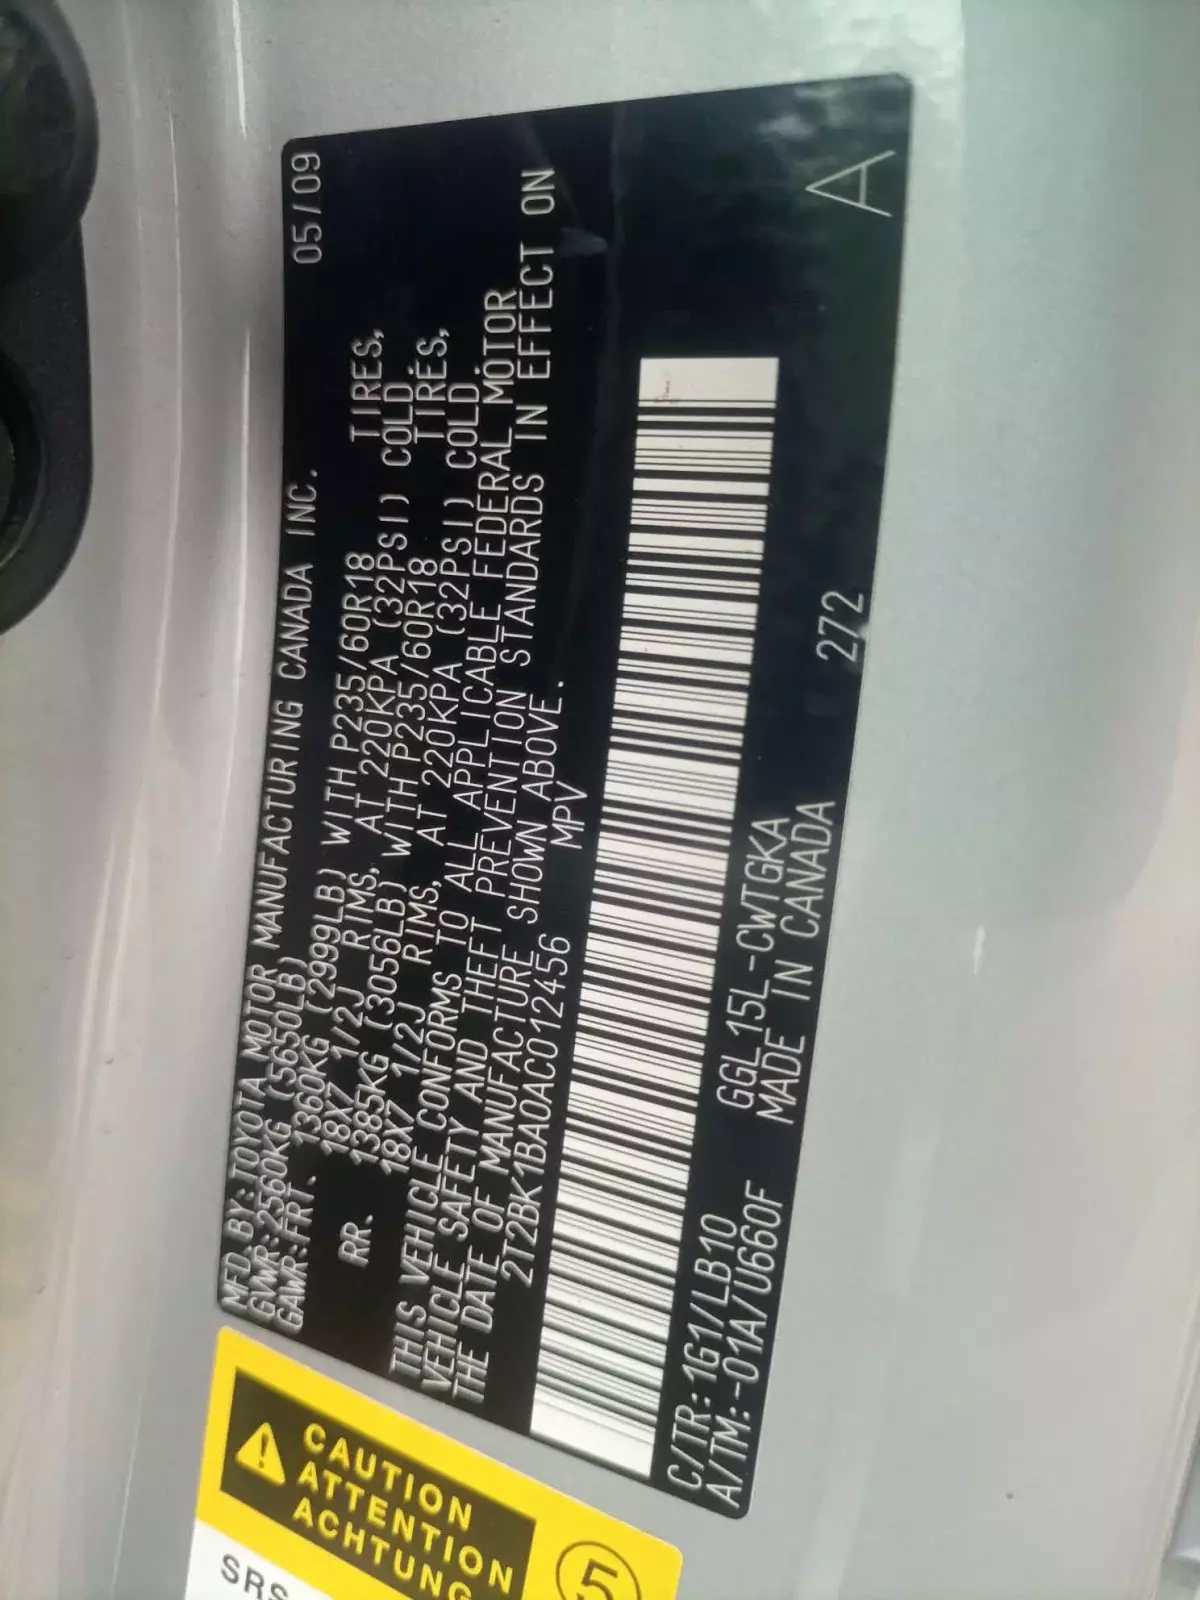 MFD.BY:TOYOTA MOTOR MANUFACTURING CANADA INC. 05/09
GVWR:2560KG (5650LB)
GAWR:FRT. 1360KG (2999LB) WITH P235/60R18 TIRES,
18X7 1/2J RIMS, AT 220KPA (32PSI) COLD.
RR. 1385KG (3056LB) WITH P235/60R18 TIRES,
18X7 1/2J RIMS, AT 220KPA (32PSI) COLD.
THIS VEHICLE CONFORMS TO ALL APPLICABLE FEDERAL MOTOR
VEHICLE SAFETY AND THEFT PREVENTION STANDARDS IN EFFECT ON
THE DATE OF MANUFACTURE SHOWN ABOVE.
2T2BK1BA0AC012456 MPV
C/TR:1G1/LB10 GGL15L-CWTGKA
A/TM:-01A/U660F MADE IN CANADA 272 A
CAUTION
ATTENTION
ACHTUNG
5
SRS